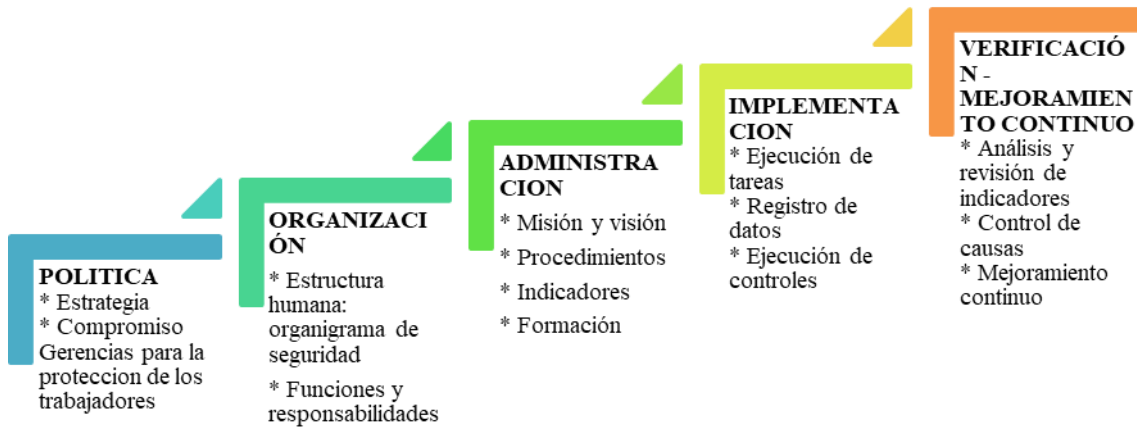 POLITICA
* Estrategia
* Compromiso
Gerencias para la
proteccion de los
trabajadores
ORGANIZACI
ÓN
* Estructura
humana:
organigrama de
seguridad
* Funciones y
responsabilidades
ADMINISTRA
CION
* Misión y visión
* Procedimientos
* Indicadores
* Formación
IMPLEMENTA
CION
* Ejecución de
tareas
* Registro de
datos
* Ejecución de
controles
VERIFICACIÓ
N -
MEJORAMIEN
TO CONTINUO
* Análisis y
revisión de
indicadores
* Control de
causas
* Mejoramiento
continuo